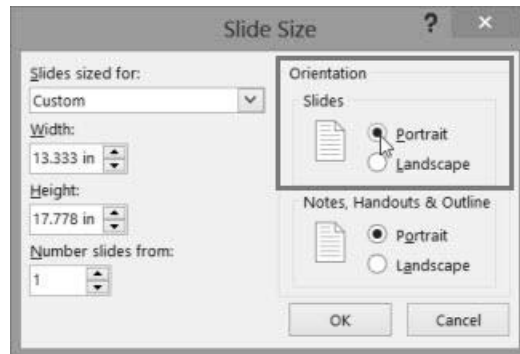 Slide Size ? ×
Slides sized for:
Custom
Width:
13.333 in
Height:
17.778 in
Number slides from:
1
Orientation
Slides
Portrait
Landscape
Notes, Handouts & Outline
Portrait
Landscape
OK Cancel